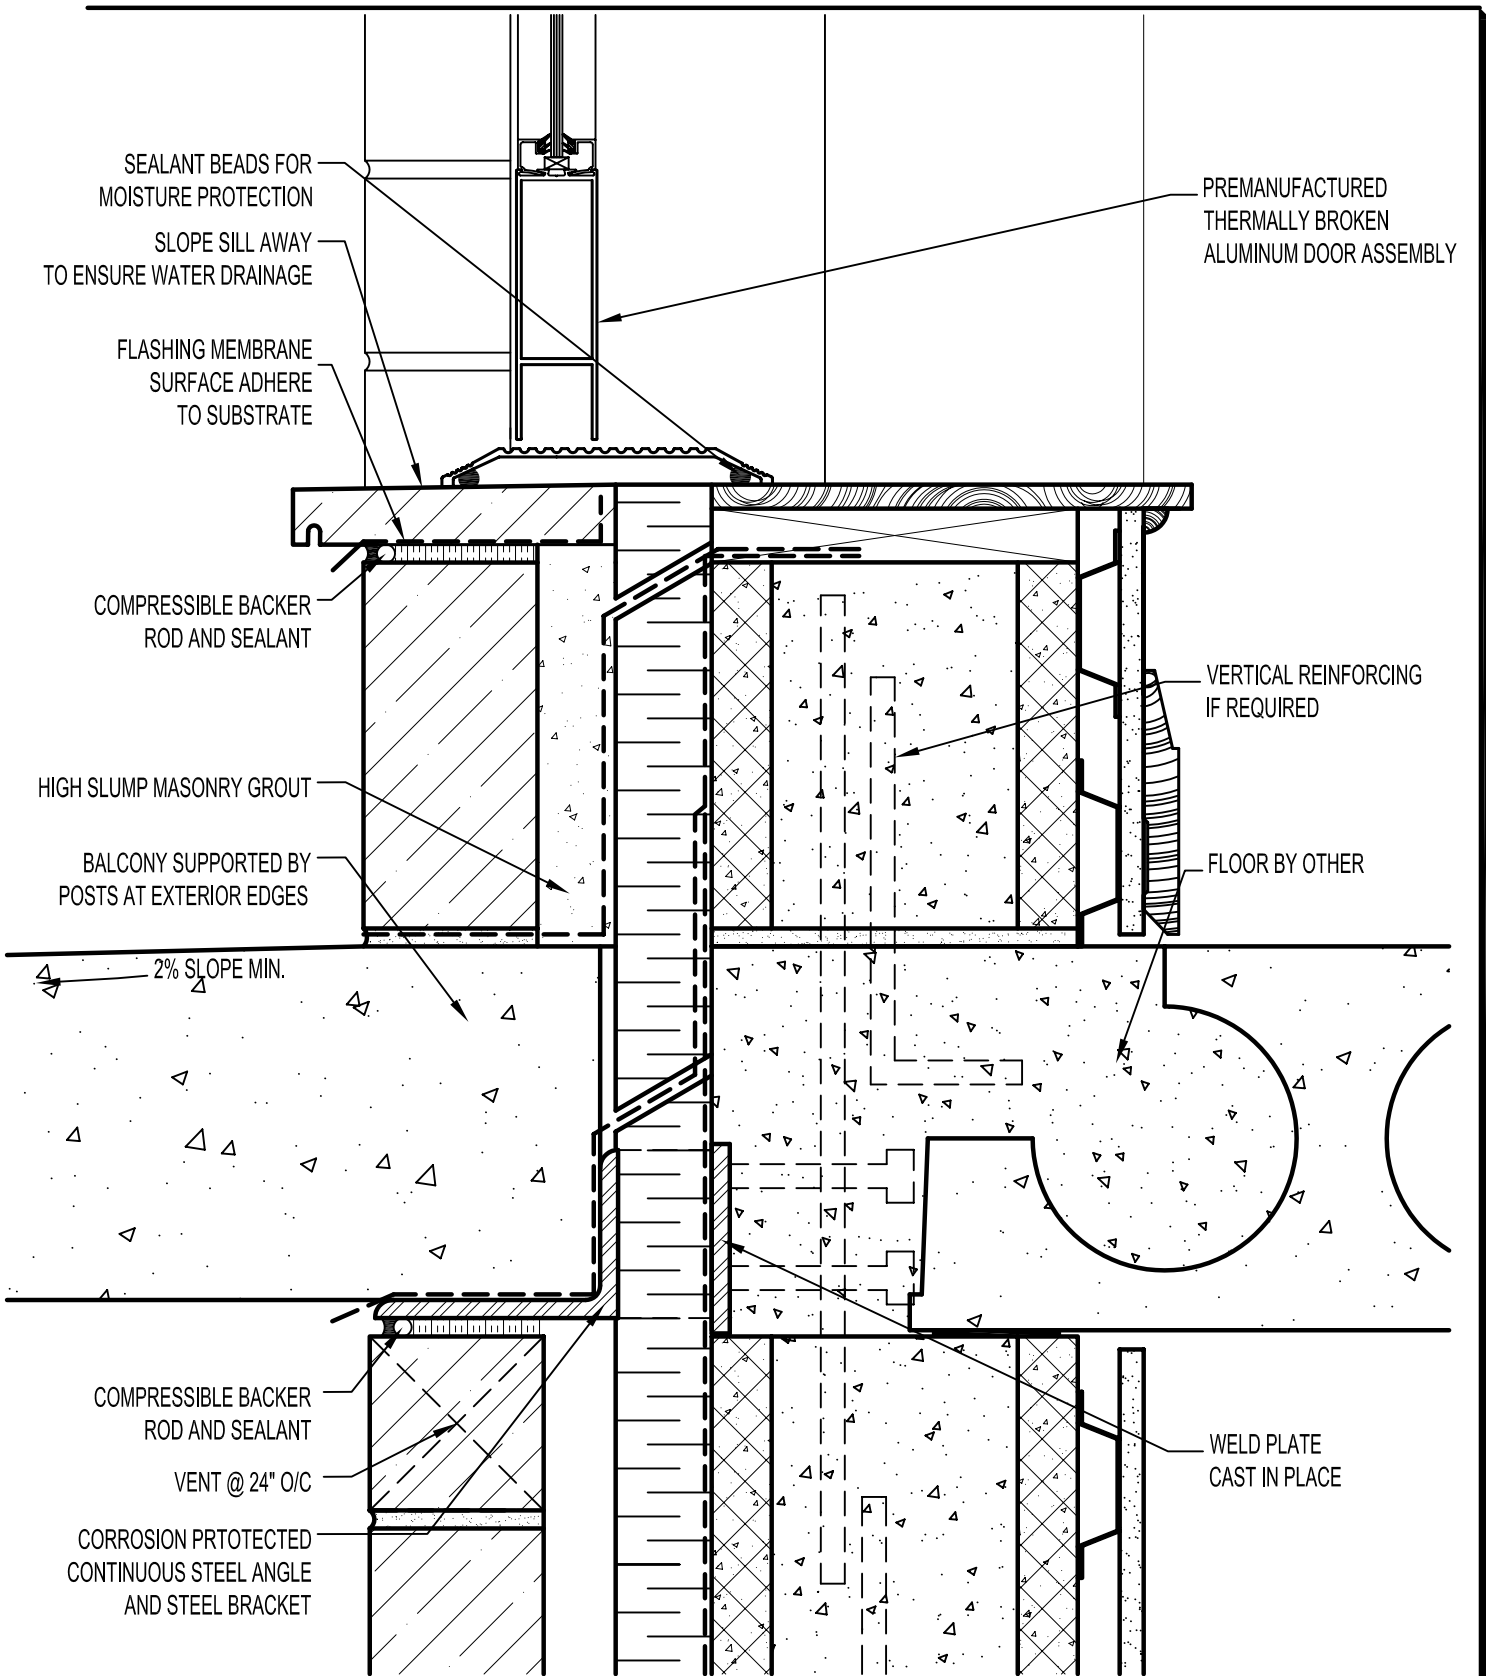 SEALANT BEADS FOR
MOISTURE PROTECTION
SLOPE SILL AWAY
TO ENSURE WATER DRAINAGE
FLASHING MEMBRANE
SURFACE ADHERE
TO SUBSTRATE
COMPRESSIBLE BACKER
ROD AND SEALANT
HIGH SLUMP MASONRY GROUT
BALCONY SUPPORTED BY
POSTS AT EXTERIOR EDGES
2% SLOPE MIN.
COMPRESSIBLE BACKER
ROD AND SEALANT
VENT @ 24" O/C
CORROSION PRTOTECTED
CONTINUOUS STEEL ANGLE
AND STEEL BRACKET
PREMANUFACTURED
THERMALLY BROKEN
ALUMINUM DOOR ASSEMBLY
VERTICAL REINFORCING
IF REQUIRED
FLOOR BY OTHER
WELD PLATE
CAST IN PLACE